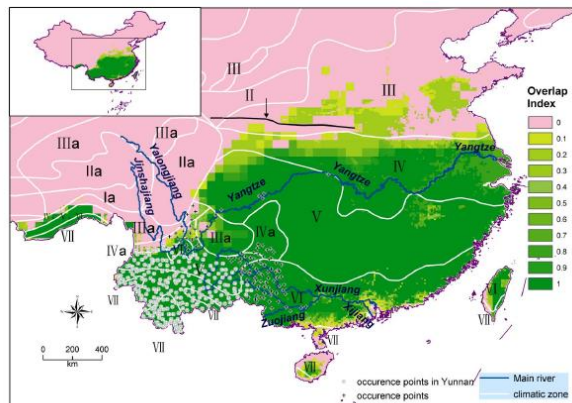 III
II
III
Overlap
Index
0
0.1
0.2
0.3
0.4
0.5
0.6
0.7
0.8
0.9
1
IIIa
IIIa
IIa
IIa
Ia
Yalongjiang
Jinshajiang
Yangtze
Yangtze
Yangtze
IV
V
VII
IIIa
IVa
IIIa
IVa
V
VII
VII
VI
Xunjiang
Zuojiang
Xijiang
VII
VII
VII
VI
VII
0 200 400
km
occurence points in Yunnan
occurence points
Main river
climatic zone